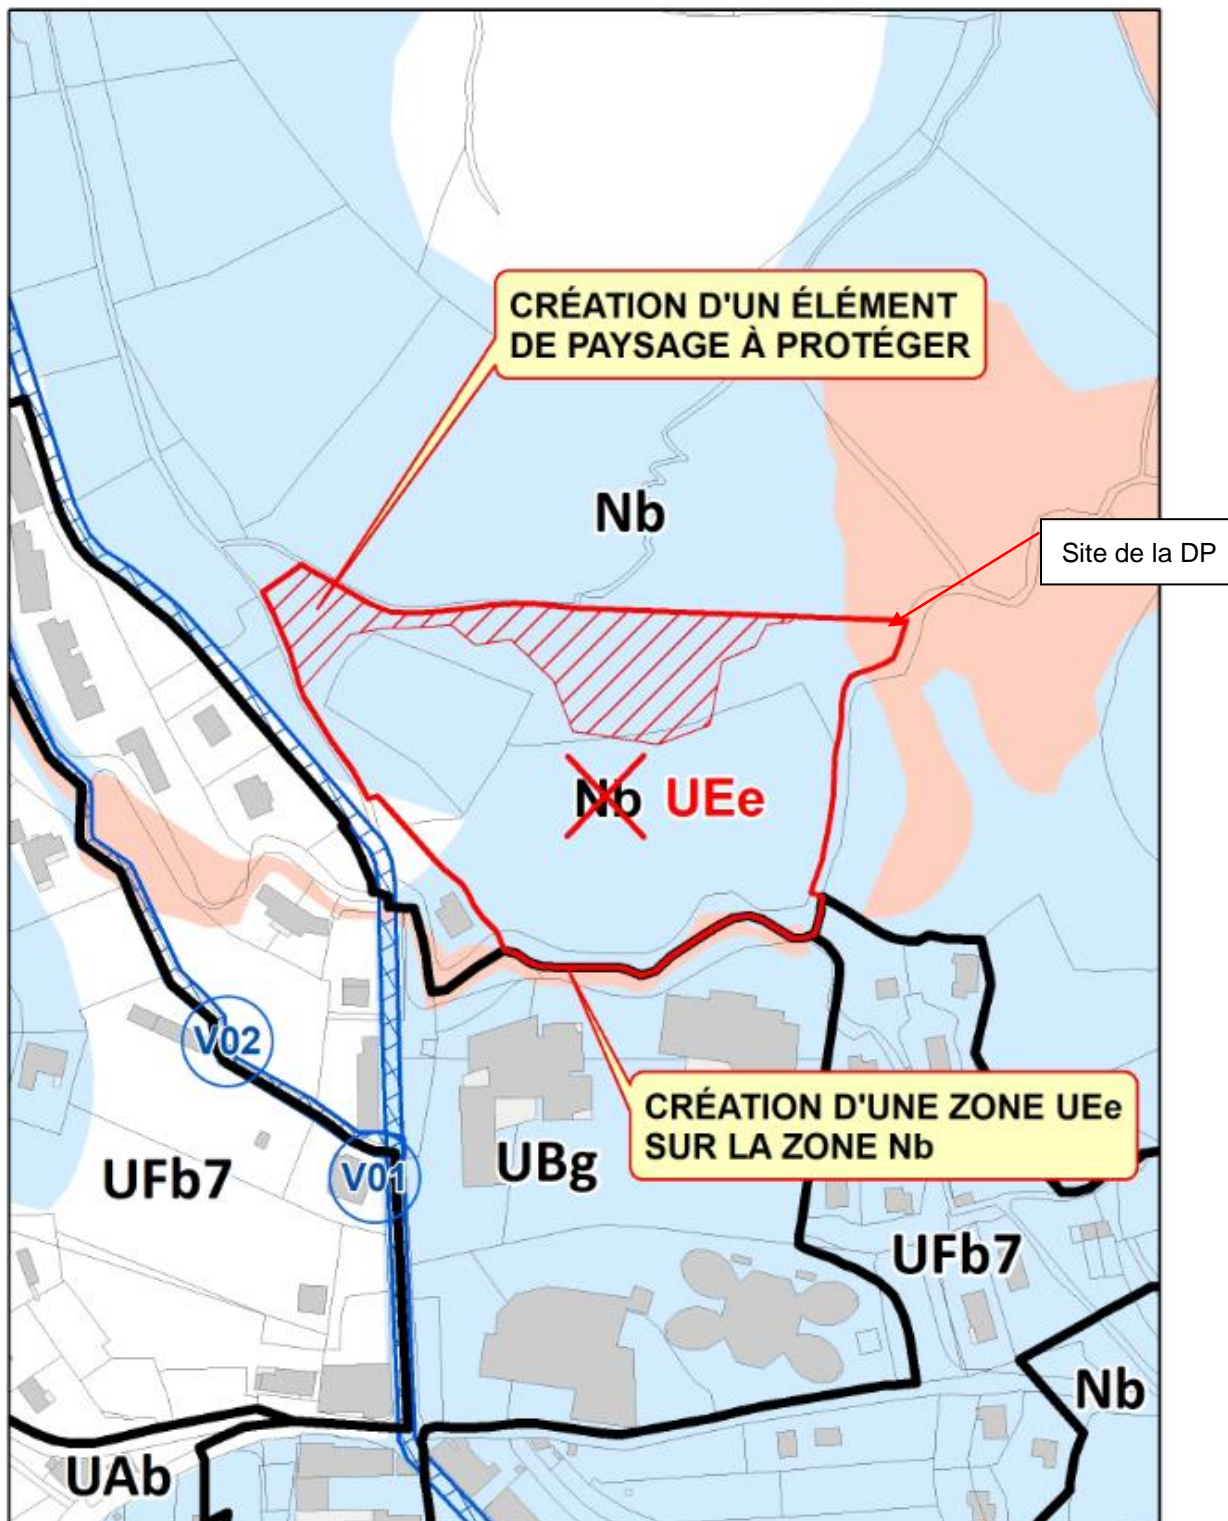 CRÉATION D'UN ÉLÉMENT
DE PAYSAGE À PROTÉGER
Nb
Site de la DP
Nb UEe
V02
CRÉATION D'UNE ZONE UEe
SUR LA ZONE Nb
UFb7
V01
UBg
UFb7
Nb
UAb